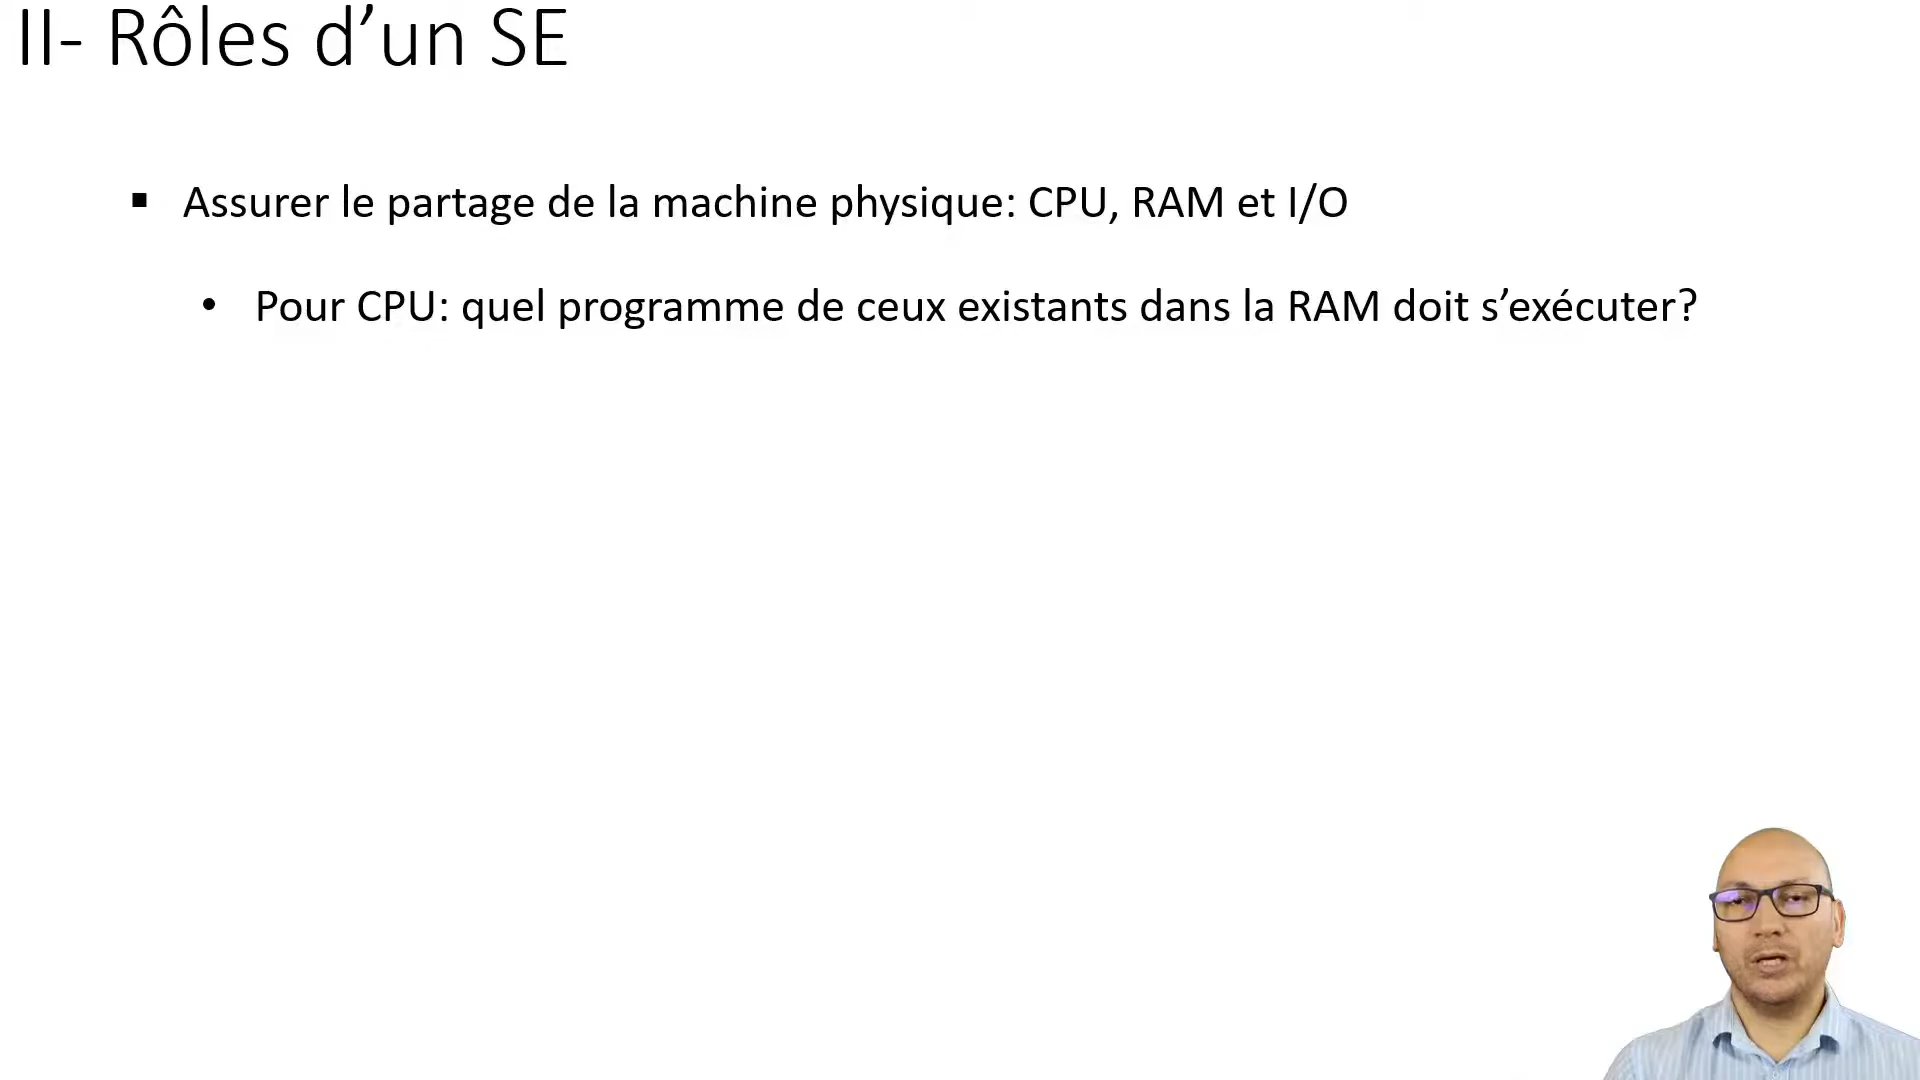 II- Rôles d’un SE
▪ Assurer le partage de la machine physique: CPU, RAM et I/O
• Pour CPU: quel programme de ceux existants dans la RAM doit s’exécuter?